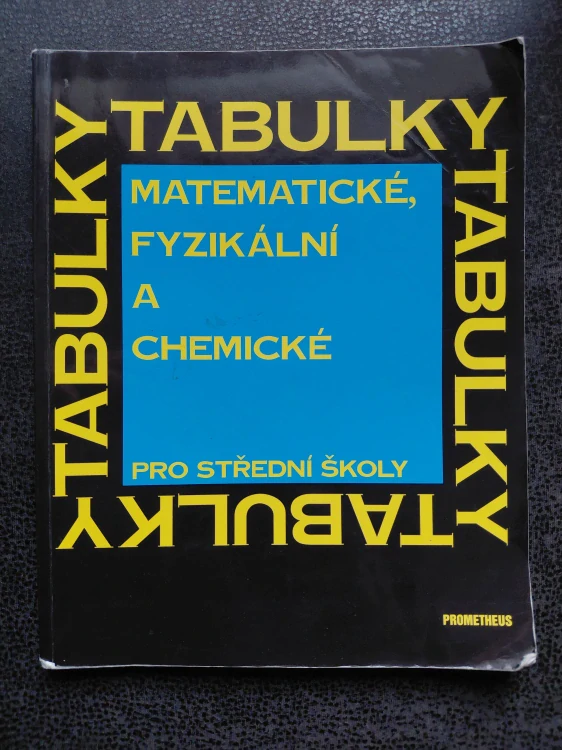 TABULKY
TABULKY
TABULKY
TABULKY
MATEMATICKÉ,
FYZIKÁLNÍ
A
CHEMICKÉ
PRO STŘEDNÍ ŠKOLY
PROMETHEUS